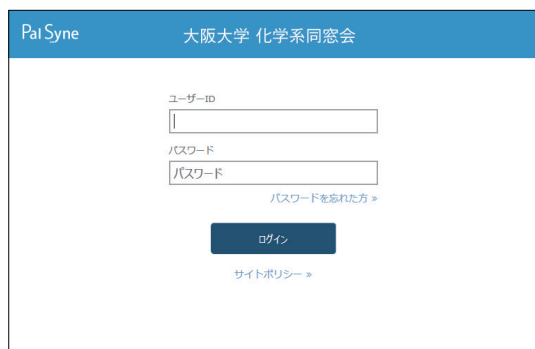 Pal Syne
大阪大学 化学系同窓会
ユーザーID
パスワード
パスワード
パスワードを忘れた方 »
ログイン
サイトポリシー »